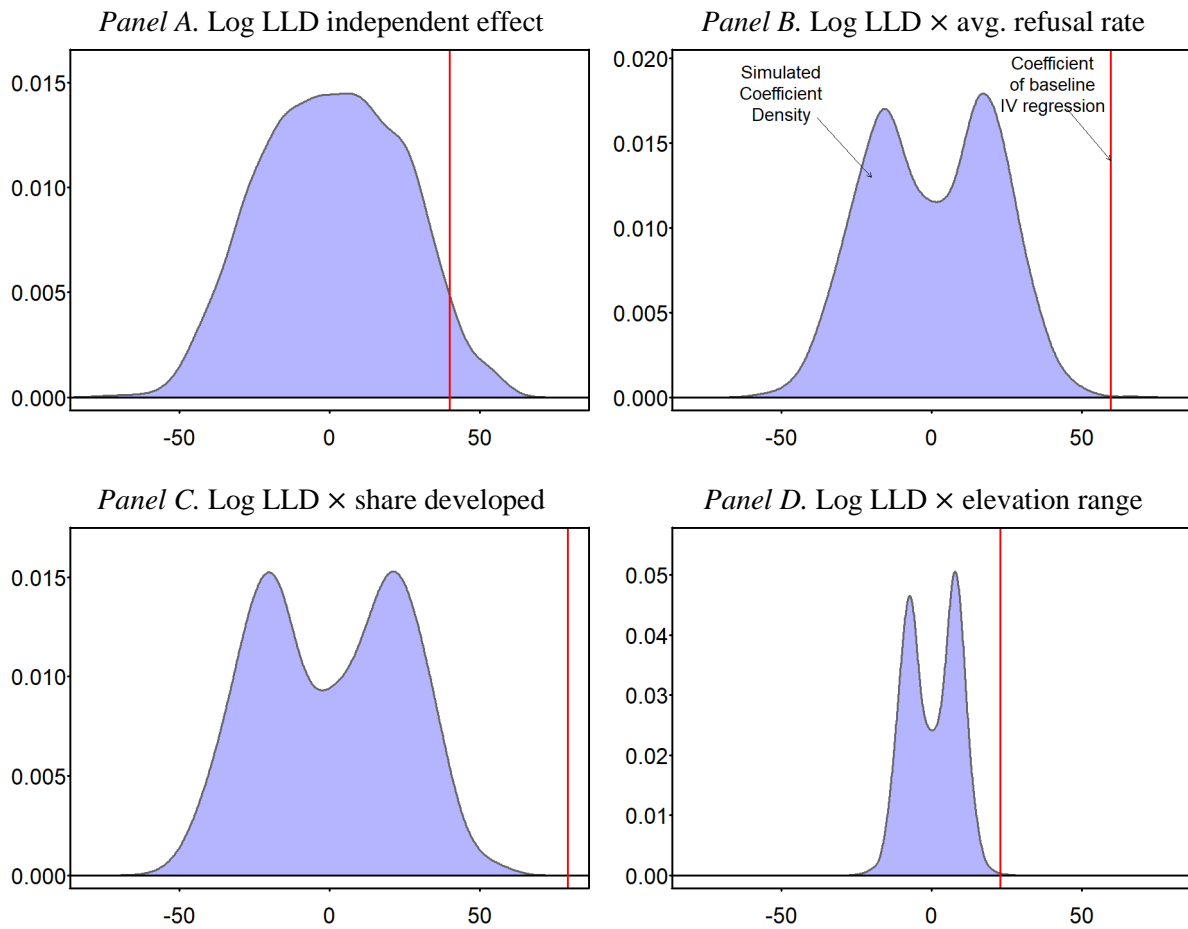 Panel A. Log LLD independent effect
0.015
0.010
0.005
0.000
-50 0 50
Panel B. Log LLD × avg. refusal rate
0.020
0.015
0.010
0.005
0.000
Simulated
Coefficient
Density
Coefficient
of baseline
IV regression
-50 0 50
Panel C. Log LLD × share developed
0.015
0.010
0.005
0.000
-50 0 50
Panel D. Log LLD × elevation range
0.05
0.04
0.03
0.02
0.01
0.00
-50 0 50